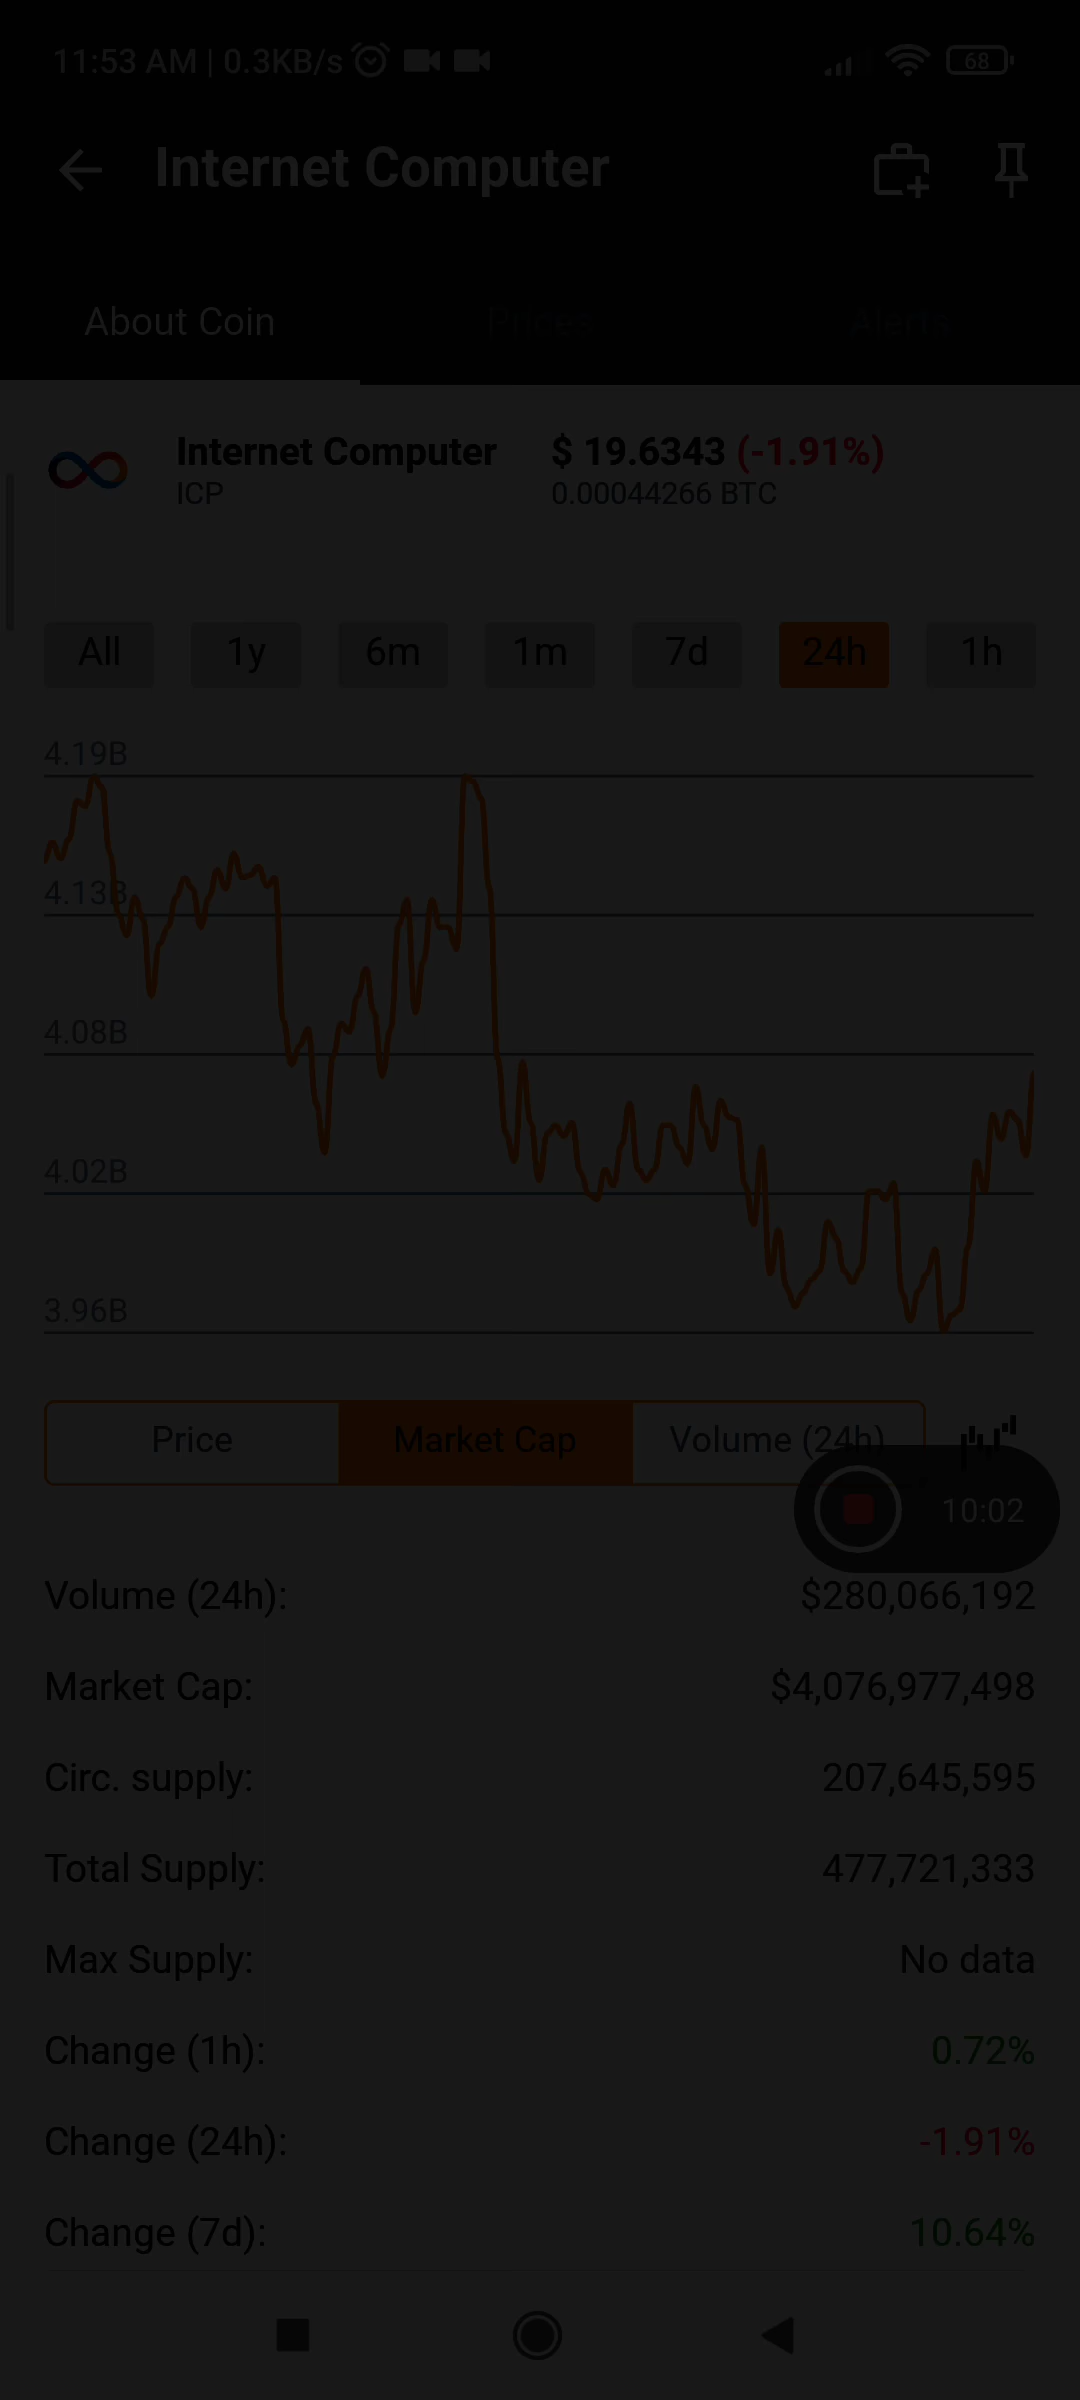 11:53 AM | 0.3KB/s
68
Internet Computer
About Coin
Prices
Alerts
Internet Computer
$ 19.6343 (-1.91%)
ICP
0.00044266 BTC
All
1y
6m
1m
7d
24h
1h
4.19B
4.13B
4.08B
4.02B
3.96B
Price
Market Cap
Volume (24h)
10:02
Volume (24h):
$280,066,192
Market Cap:
$4,076,977,498
Circ. supply:
207,645,595
Total Supply:
477,721,333
Max Supply:
No data
Change (1h):
0.72%
Change (24h):
-1.91%
Change (7d):
10.64%